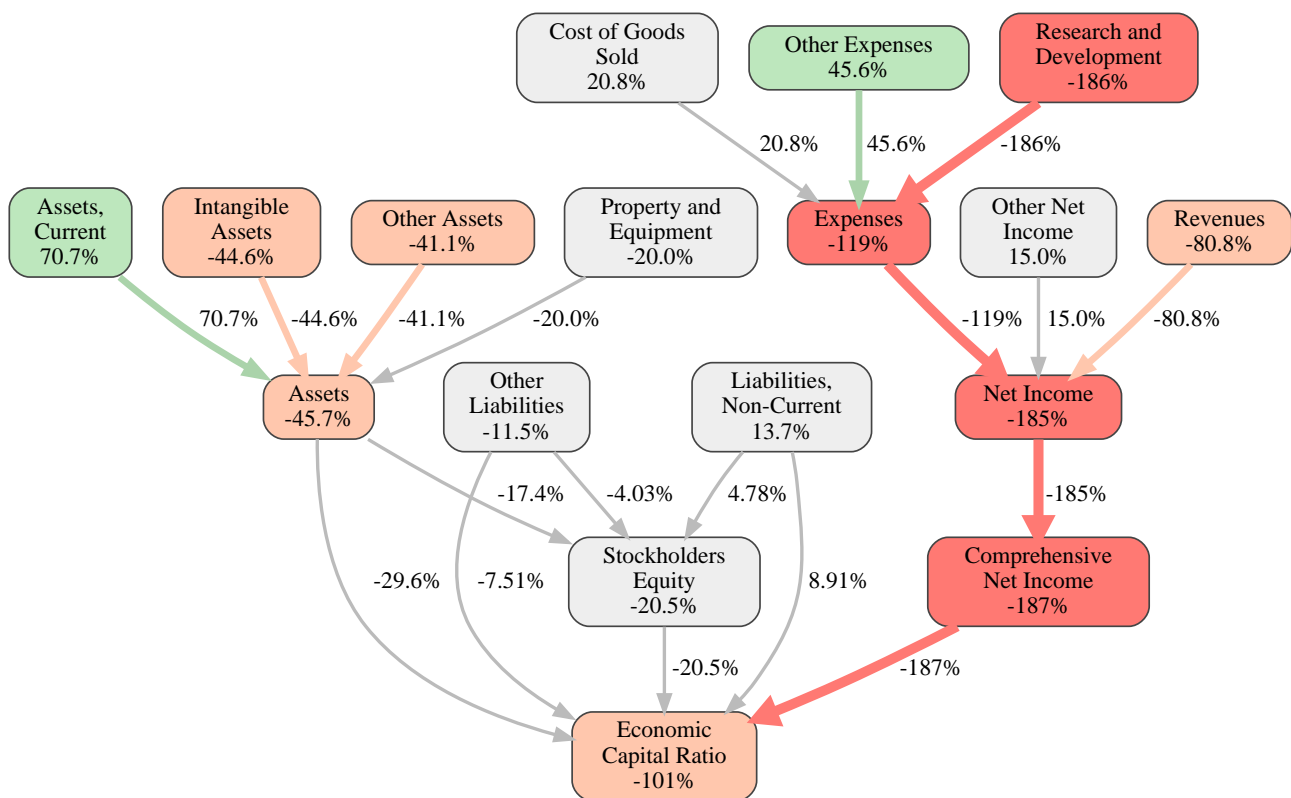 Cost of Goods
Sold
20.8%
Other Expenses
45.6%
Research and
Development
-186%
20.8%
45.6%
-186%
Assets,
Current
70.7%
Intangible
Assets
-44.6%
Other Assets
-41.1%
Property and
Equipment
-20.0%
Expenses
-119%
Other Net
Income
15.0%
Revenues
-80.8%
70.7%
-44.6%
-41.1%
-20.0%
-119%
15.0%
-80.8%
Assets
-45.7%
Other
Liabilities
-11.5%
Liabilities,
Non-Current
13.7%
Net Income
-185%
-17.4%
-4.03%
4.78%
-185%
Stockholders
Equity
-20.5%
Comprehensive
Net Income
-187%
-29.6%
-7.51%
8.91%
-20.5%
-187%
Economic
Capital Ratio
-101%